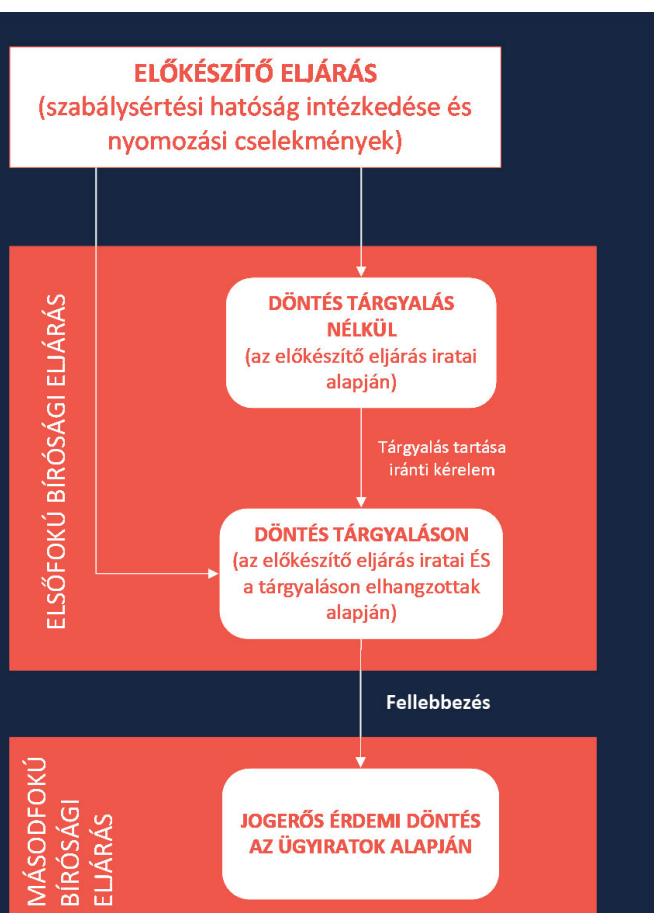 ELŐKÉSZÍTŐ ELJÁRÁS
(szabálysértési hatóság intézkedése és
nyomozási cselekmények)
ELSŐFOKÚ BÍRÓSÁGI ELJÁRÁS
DÖNTÉS TÁRGYALÁS
NÉLKÜL
(az előkészítő eljárás iratai
alapján)
Tárgyalás tartása
iránti kérelem
DÖNTÉS TÁRGYALÁSON
(az előkészítő eljárás iratai ÉS
a tárgyaláson elhangzottak
alapján)
Fellebbezés
MÁSODFOKÚ
BÍRÓSÁGI
ELJÁRÁS
JOGERŐS ÉRDEMI DÖNTÉS
AZ ÜGYIRATOK ALAPJÁN